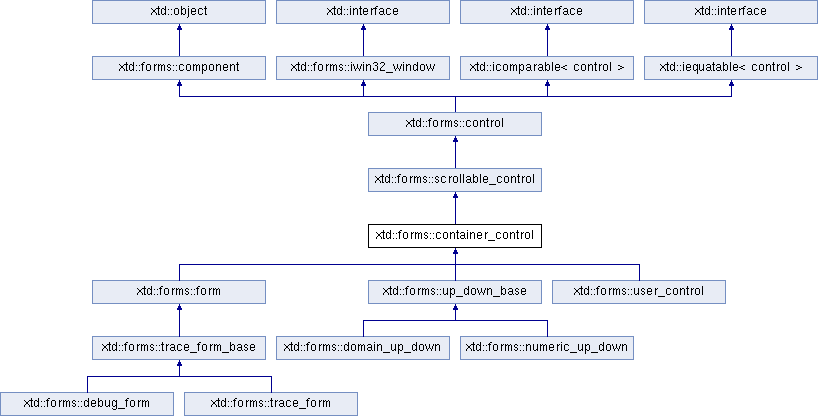 xtd::object
xtd::interface
xtd::interface
xtd::interface
xtd::forms::component
xtd::forms::iwin32_window
xtd::icomparable< control >
xtd::iequatable< control >
xtd::forms::control
xtd::forms::scrollable_control
xtd::forms::container_control
xtd::forms::form
xtd::forms::up_down_base
xtd::forms::user_control
xtd::forms::trace_form_base
xtd::forms::domain_up_down
xtd::forms::numeric_up_down
xtd::forms::debug_form
xtd::forms::trace_form